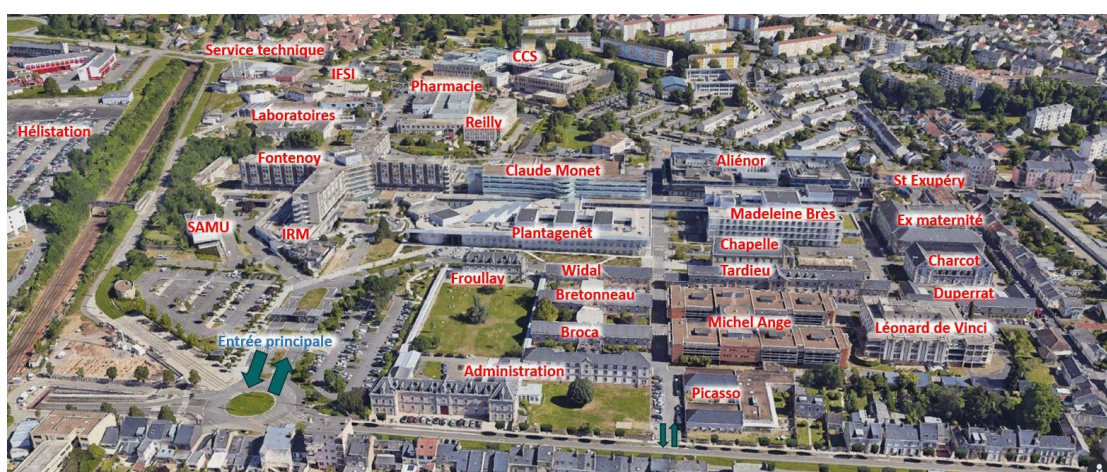 Service technique
CCS
IFSI
Pharmacie
Laboratoires
Reilly
Hélistation
Fontenoy
Claude Monet
Aliénor
St Exupéry
SAMU
IRM
Plantagenêt
Madeleine Brès
Ex maternité
Chapelle
Charcot
Froullay
Widal
Tardieu
Bretonneau
Duperrat
Broca
Michel Ange
Léonard de Vinci
Entrée principale
Administration
Picasso